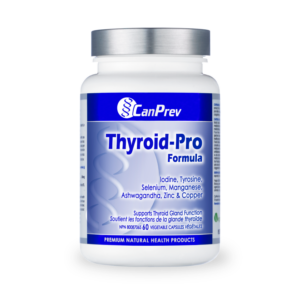 CanPrev
Thyroid-Pro
Formula
Iodine, Tyrosine,
Selenium, Manganese,
Ashwagandha, Zinc & Copper
Supports Thyroid Gland Function
Soutient les fonctions de la glande thyroïde
60 VEGETABLE CAPSULES VÉGÉTALES
PREMIUM NATURAL HEALTH PRODUCTS